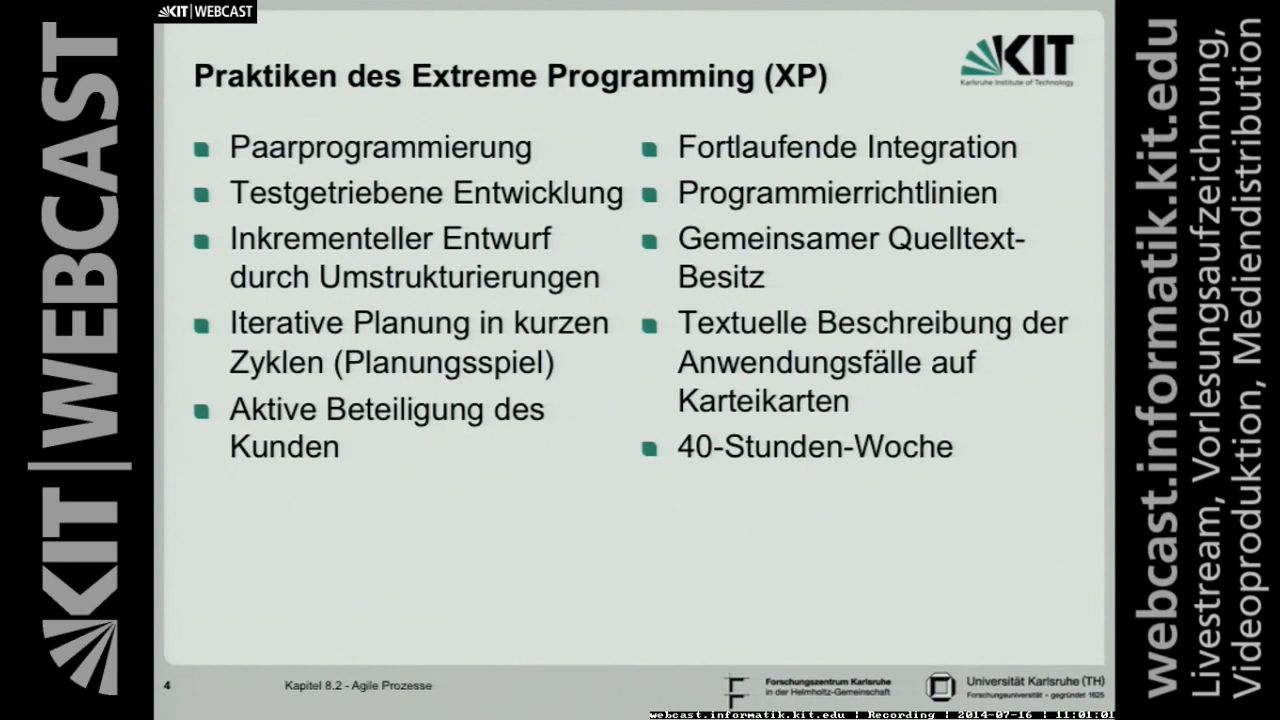 KIT | WEBCAST
KIT | WEBCAST
KIT
Karlsruhe Institute of Technology
Praktiken des Extreme Programming (XP)
Paarprogrammierung
Testgetriebene Entwicklung
Inkrementeller Entwurf
durch Umstrukturierungen
Iterative Planung in kurzen
Zyklen (Planungsspiel)
Aktive Beteiligung des
Kunden
Fortlaufende Integration
Programmierrichtlinien
Gemeinsamer Quelltext-
Besitz
Textuelle Beschreibung der
Anwendungsfälle auf
Karteikarten
40-Stunden-Woche
4
Kapitel 8.2 - Agile Prozesse
Forschungszentrum Karlsruhe
in der Helmholtz-Gemeinschaft
Universität Karlsruhe (TH)
Forschungsuniversität - gegründet 1825
webcast.informatik.kit.edu | Recording | 2014-07-16 | 11:01:01
webcast.informatik.kit.edu
Livestream, Vorlesungsaufzeichnung,
Videoproduktion, Mediendistribution